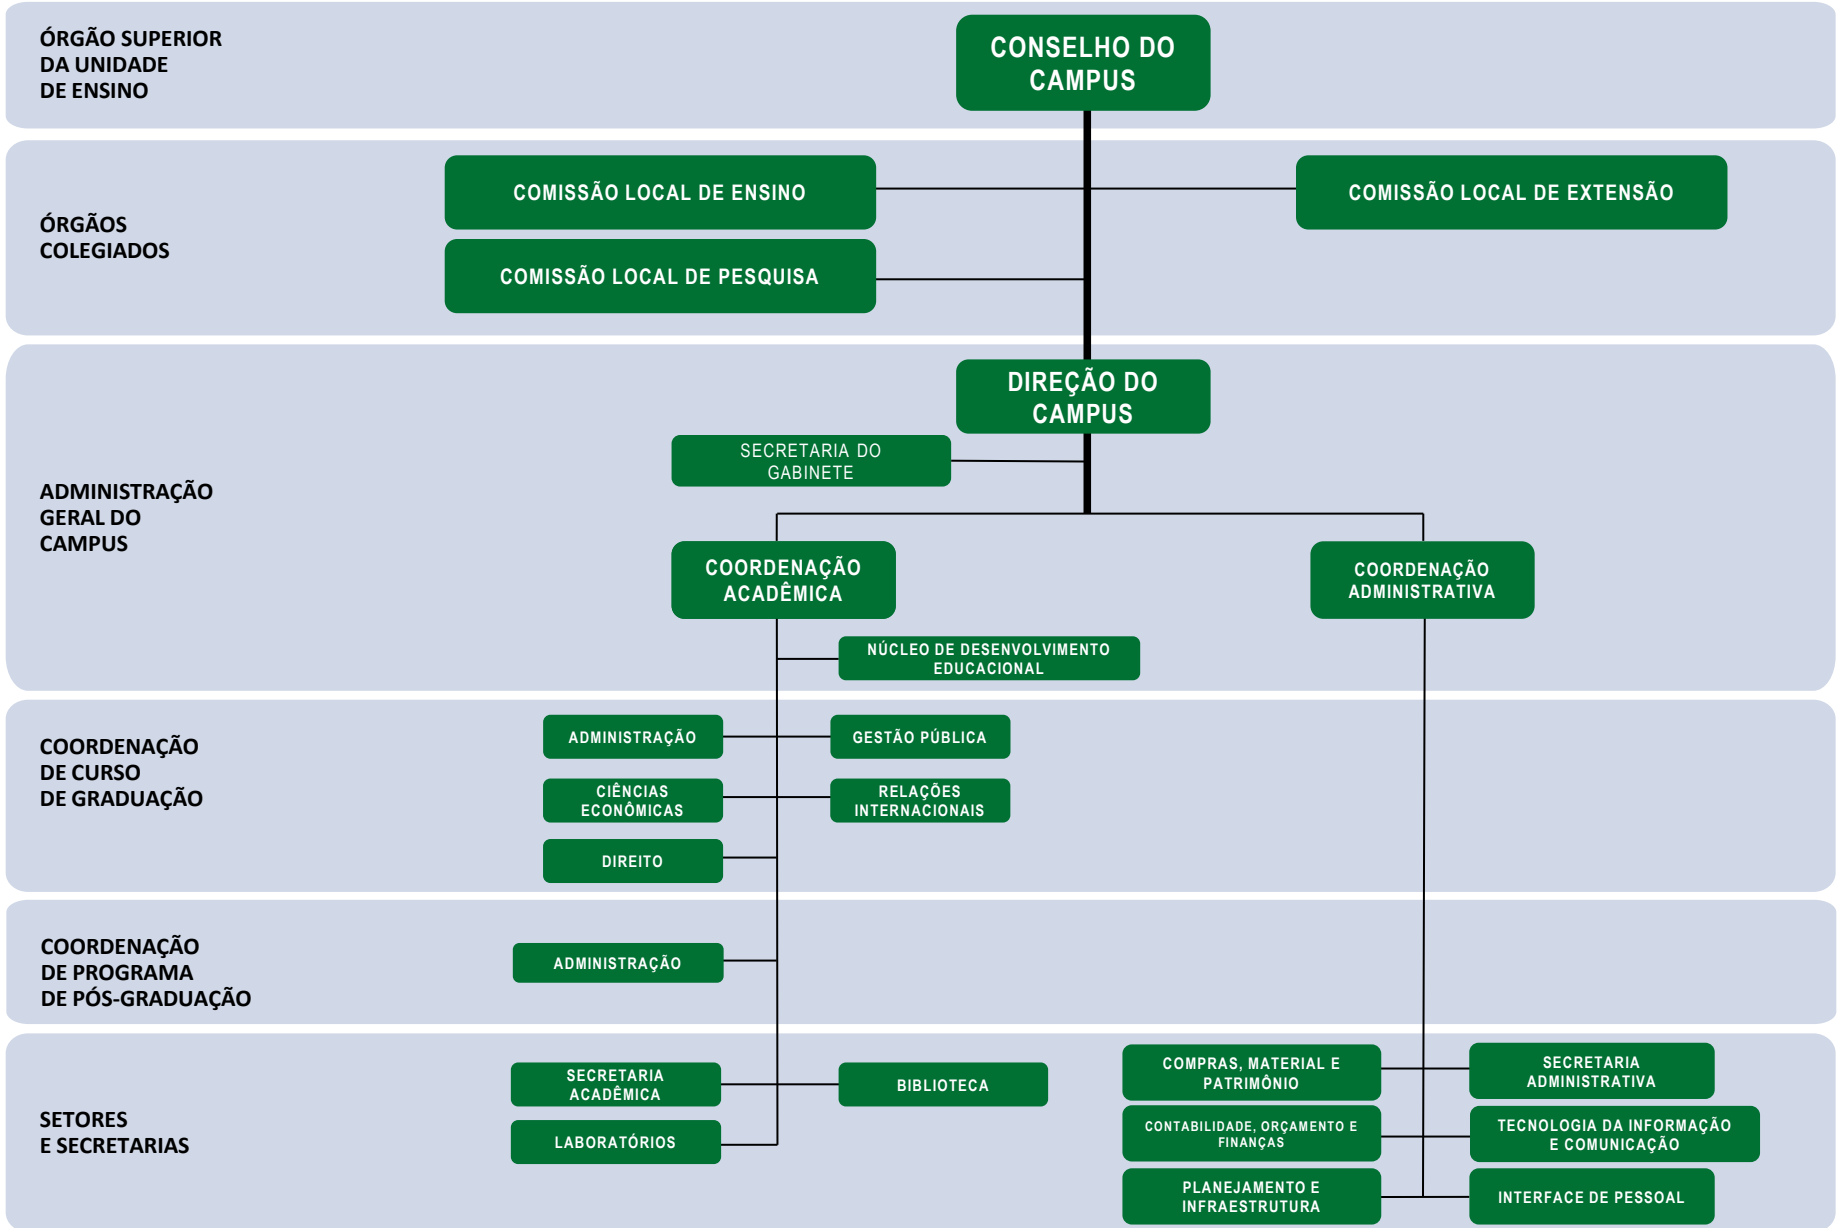 ÓRGÃO SUPERIOR
DA UNIDADE
DE ENSINO
CONSELHO DO
CAMPUS
ÓRGÃOS
COLEGIADOS
COMISSÃO LOCAL DE ENSINO
COMISSÃO LOCAL DE EXTENSÃO
COMISSÃO LOCAL DE PESQUISA
ADMINISTRAÇÃO
GERAL DO
CAMPUS
DIREÇÃO DO
CAMPUS
SECRETARIA DO
GABINETE
COORDENAÇÃO
ACADÊMICA
COORDENAÇÃO
ADMINISTRATIVA
NÚCLEO DE DESENVOLVIMENTO
EDUCACIONAL
COORDENAÇÃO
DE CURSO
DE GRADUAÇÃO
ADMINISTRAÇÃO
GESTÃO PÚBLICA
CIÊNCIAS
ECONÔMICAS
RELAÇÕES
INTERNACIONAIS
DIREITO
COORDENAÇÃO
DE PROGRAMA
DE PÓS-GRADUAÇÃO
ADMINISTRAÇÃO
SETORES
E SECRETARIAS
SECRETARIA
ACADÊMICA
BIBLIOTECA
LABORATÓRIOS
COMPRAS, MATERIAL E
PATRIMÔNIO
SECRETARIA
ADMINISTRATIVA
CONTABILIDADE, ORÇAMENTO E
FINANÇAS
TECNOLOGIA DA INFORMAÇÃO
E COMUNICAÇÃO
PLANEJAMENTO E
INFRAESTRUTURA
INTERFACE DE PESSOAL